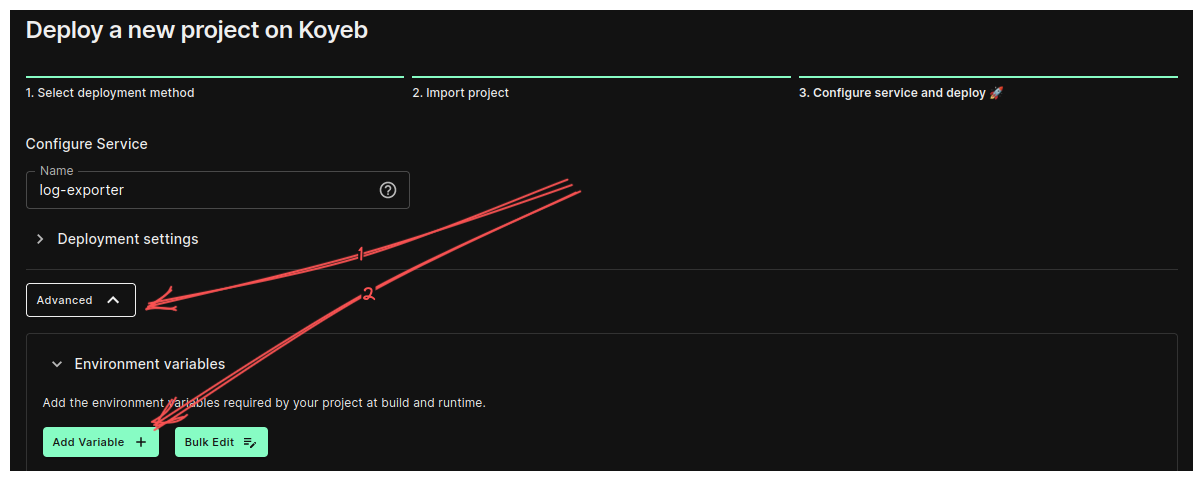 Deploy a new project on Koyeb
1. Select deployment method
2. Import project
3. Configure service and deploy 🚀
Configure Service
Name
log-exporter
Deployment settings
1
Advanced
2
Environment variables
Add the environment variables required by your project at build and runtime.
Add Variable
Bulk Edit